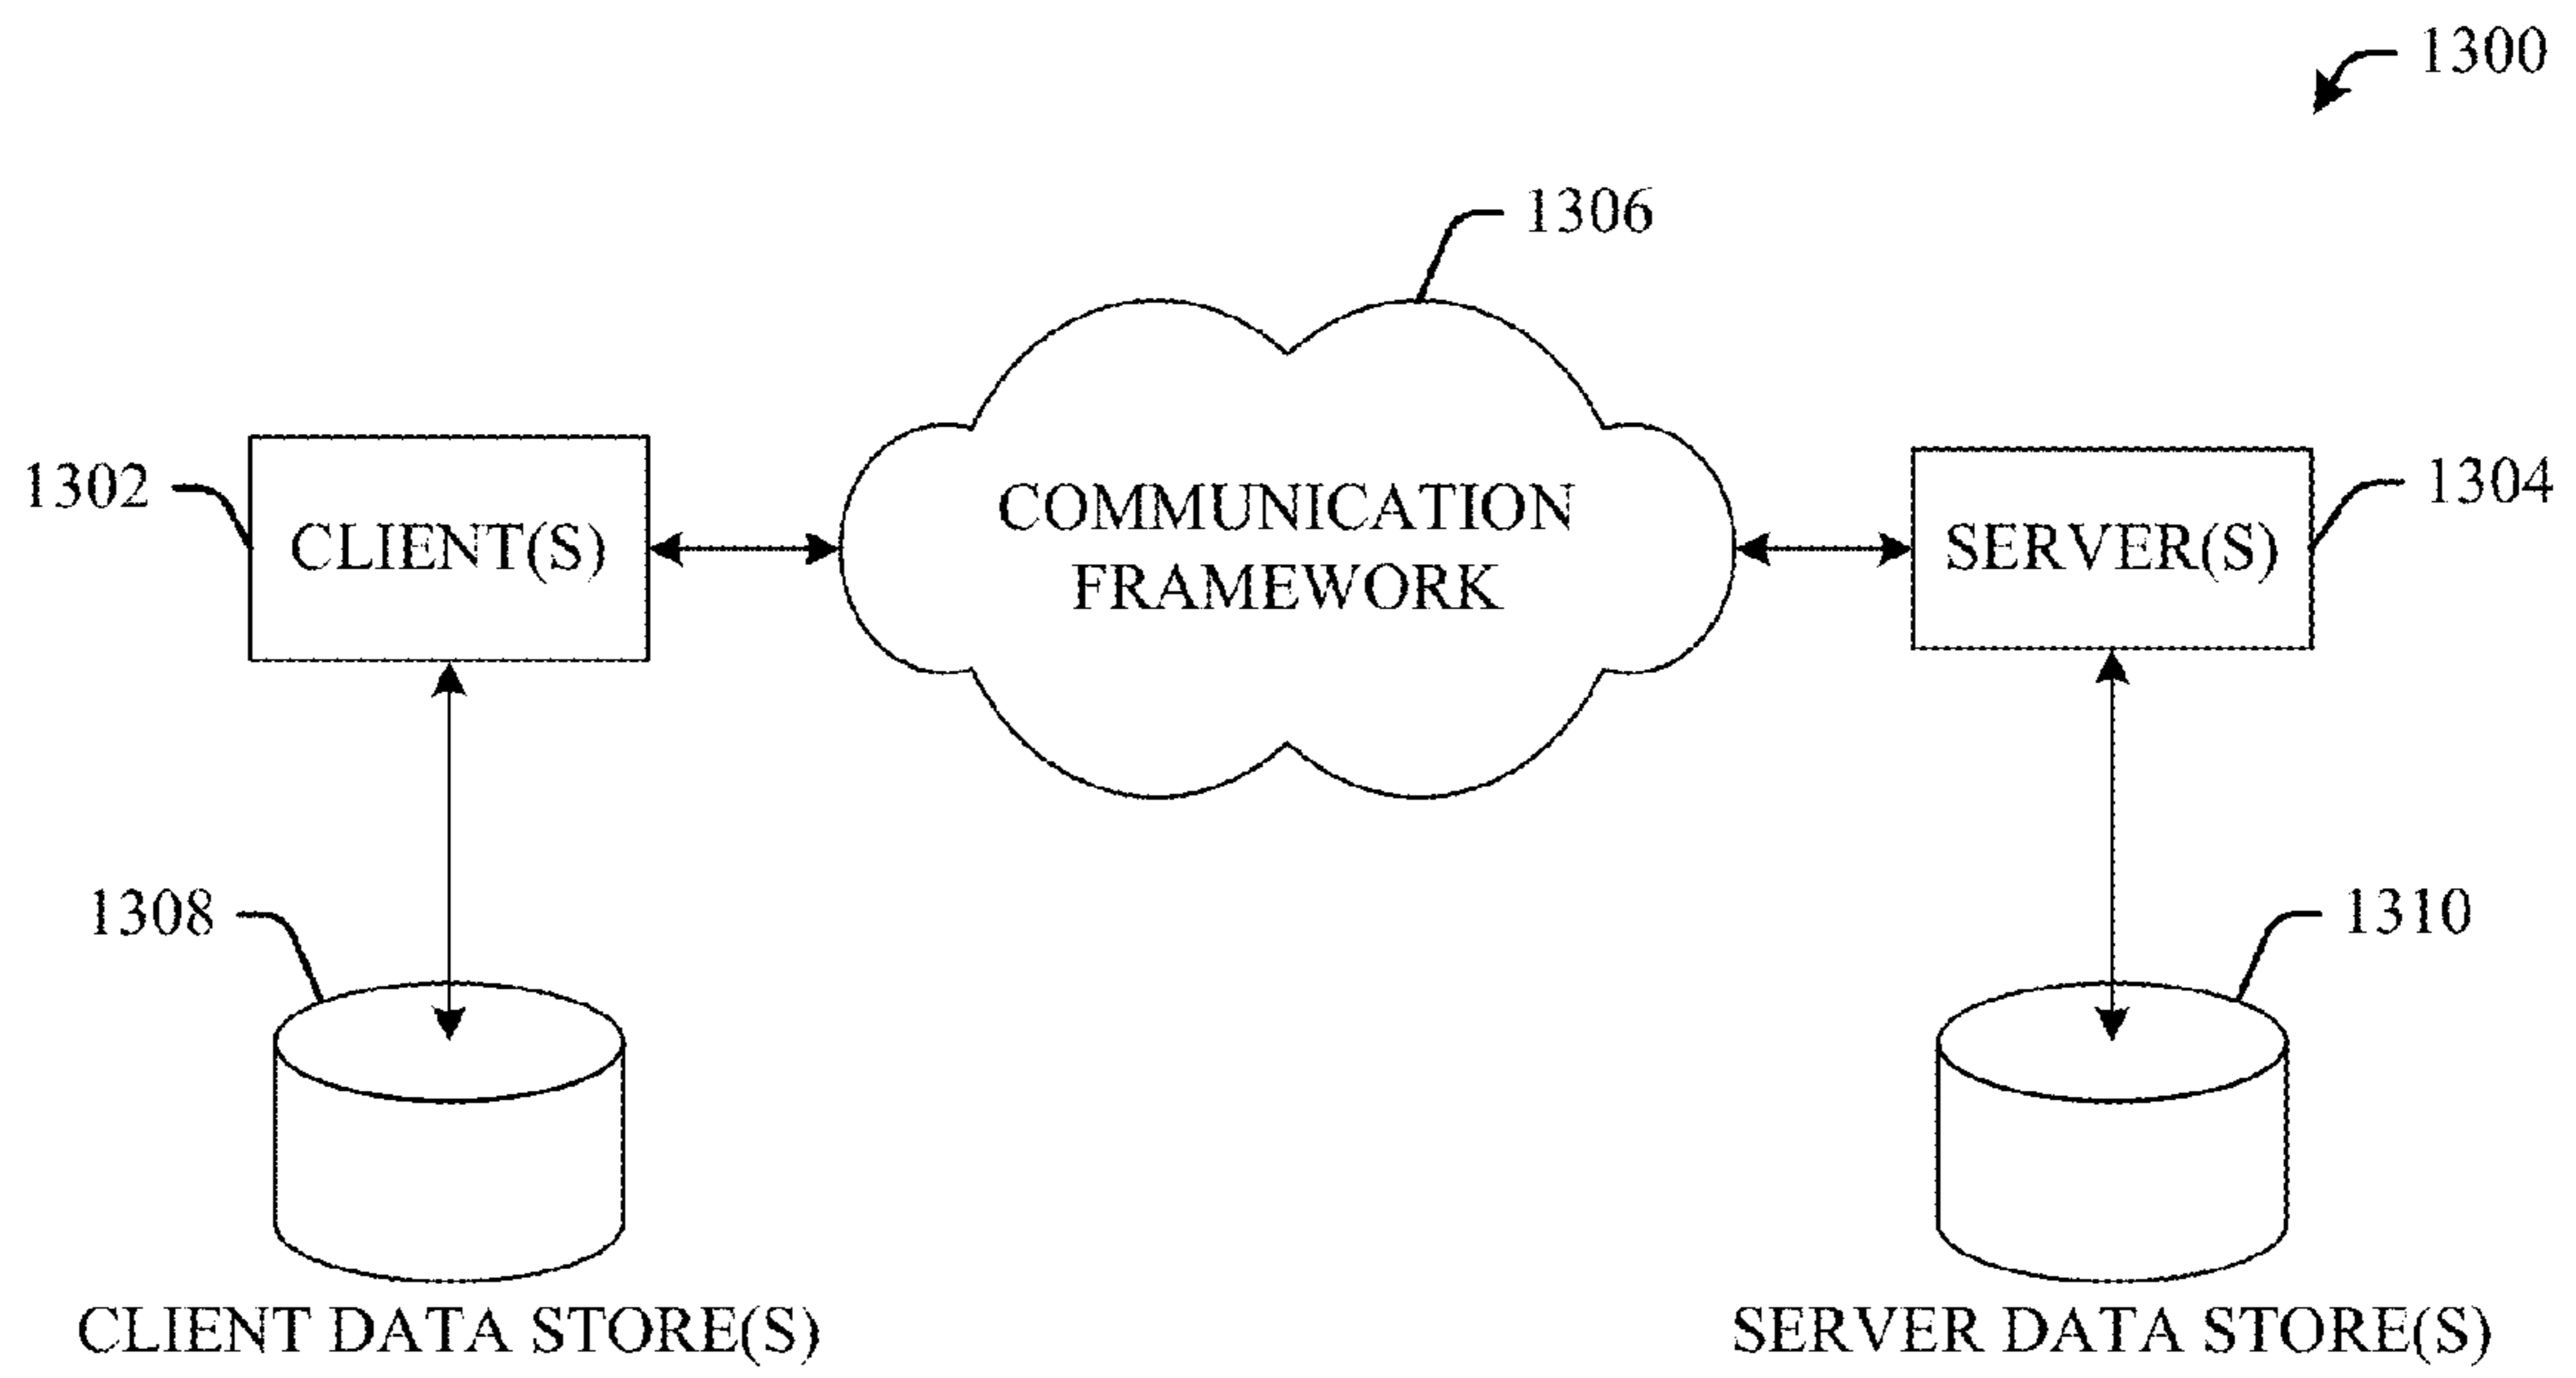 1300
1306
1302
CLIENT(S)
COMMUNICATION
FRAMEWORK
SERVER(S)
1304
1308
1310
CLIENT DATA STORE(S)
SERVER DATA STORE(S)